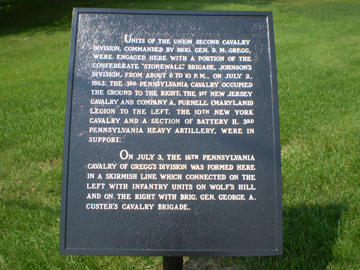 UNITS OF THE UNION SECOND CAVALRY
DIVISION, COMMANDED BY BRIG. GEN. D. M. GREGG,
WERE ENGAGED HERE WITH A PORTION OF THE
CONFEDERATE "STONEWALL" BRIGADE, JOHNSON'S
DIVISION, FROM ABOUT 6 TO 10 P.M., ON JULY 2,
1863. THE 3RD PENNSYLVANIA CAVALRY OCCUPIED
THE GROUND TO THE RIGHT; THE 1ST NEW JERSEY
CAVALRY AND COMPANY A, PURNELL (MARYLAND)
LEGION TO THE LEFT. THE 10TH NEW YORK
CAVALRY AND A SECTION OF BATTERY H, 3RD
PENNSYLVANIA HEAVY ARTILLERY, WERE IN
SUPPORT.
ON JULY 3, THE 16TH PENNSYLVANIA
CAVALRY OF GREGG'S DIVISION WAS FORMED HERE
IN A SKIRMISH LINE WHICH CONNECTED ON THE
LEFT WITH INFANTRY UNITS ON WOLF'S HILL
AND ON THE RIGHT WITH BRIG. GEN. GEORGE A.
CUSTER'S CAVALRY BRIGADE.